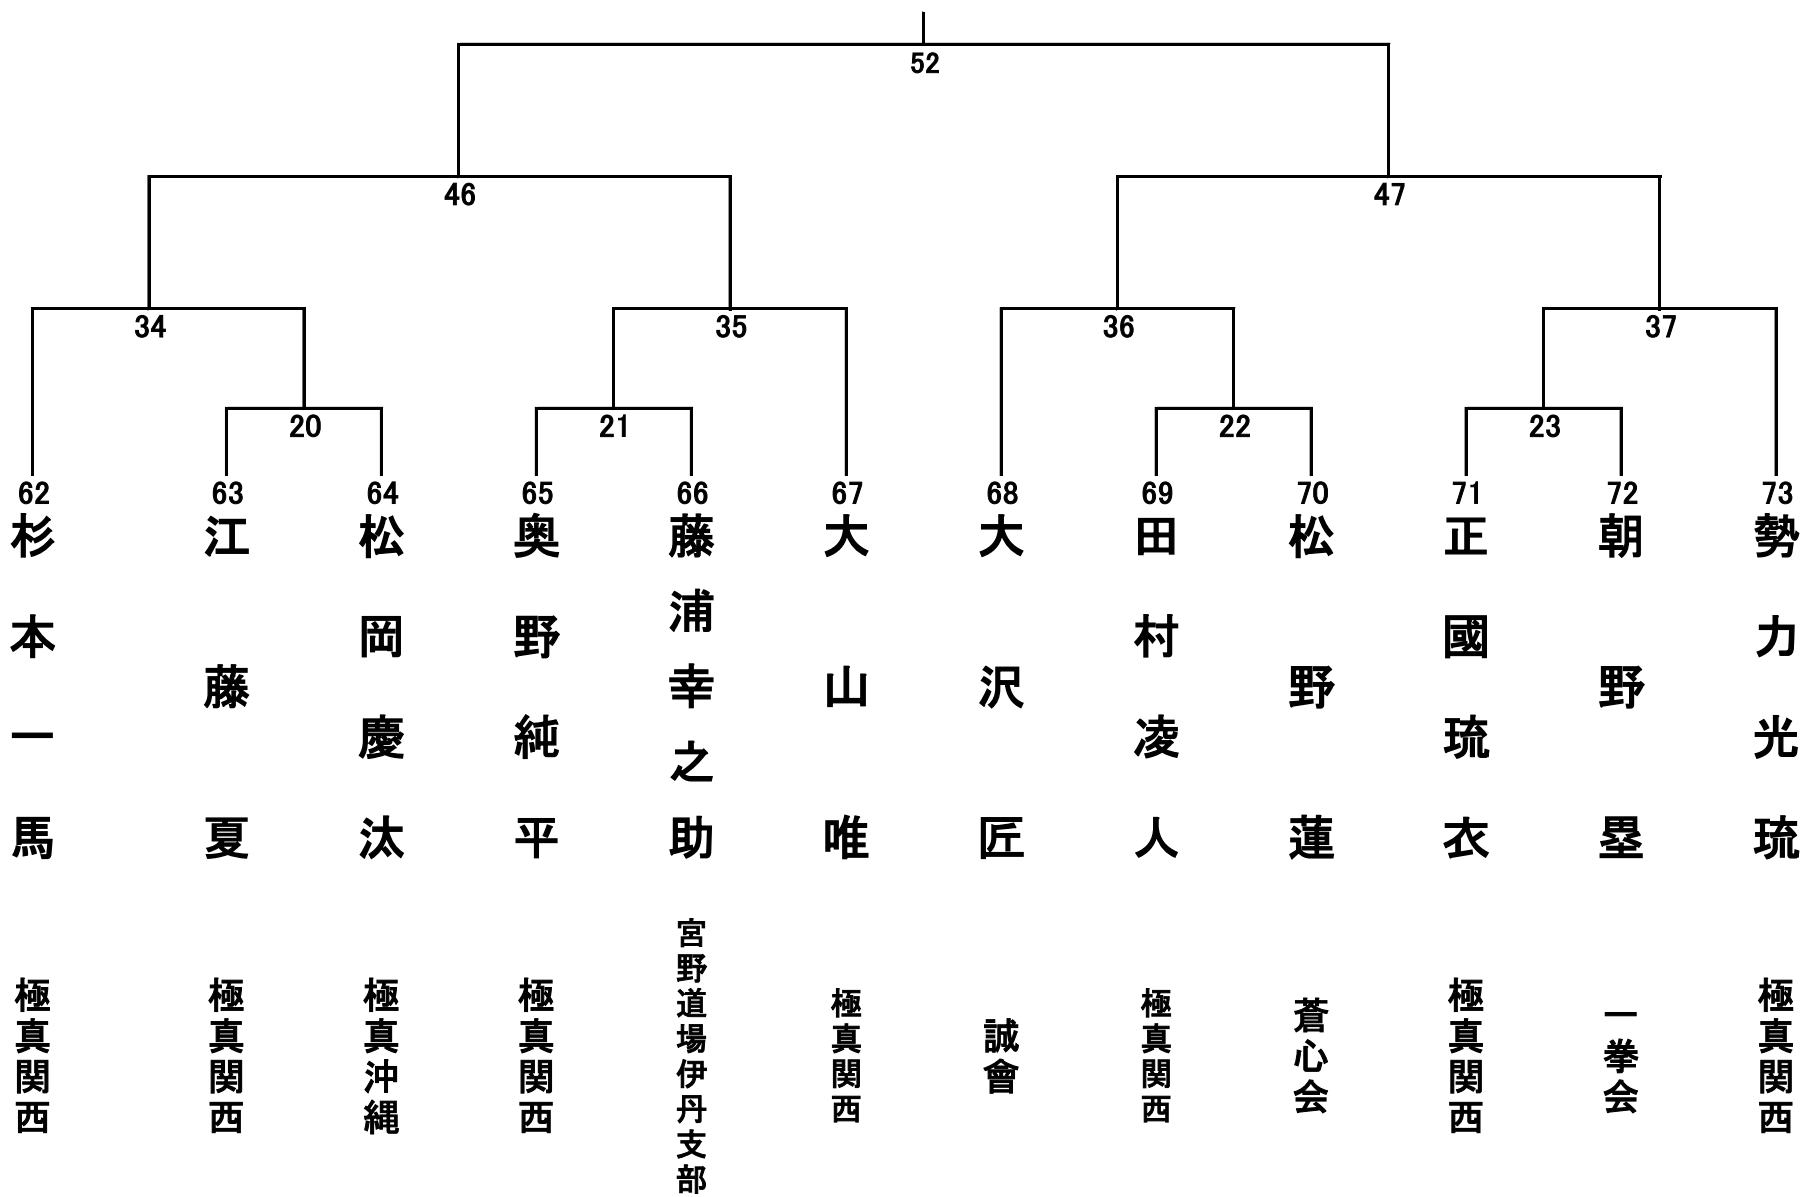 52
46
47
34
35
36
37
20
21
22
23
62
63
64
65
66
67
68
69
70
71
72
73
杉本一馬
江藤夏
松岡慶汰
奥野純平
藤浦幸之助
大山唯
大沢匠
田村凌人
松野蓮
正國琉衣
朝野塁
勢力光琉
極真関西
極真関西
極真沖縄
極真関西
宮野道場伊丹支部
極真関西
誠會
極真関西
蒼心会
極真関西
一拳会
極真関西